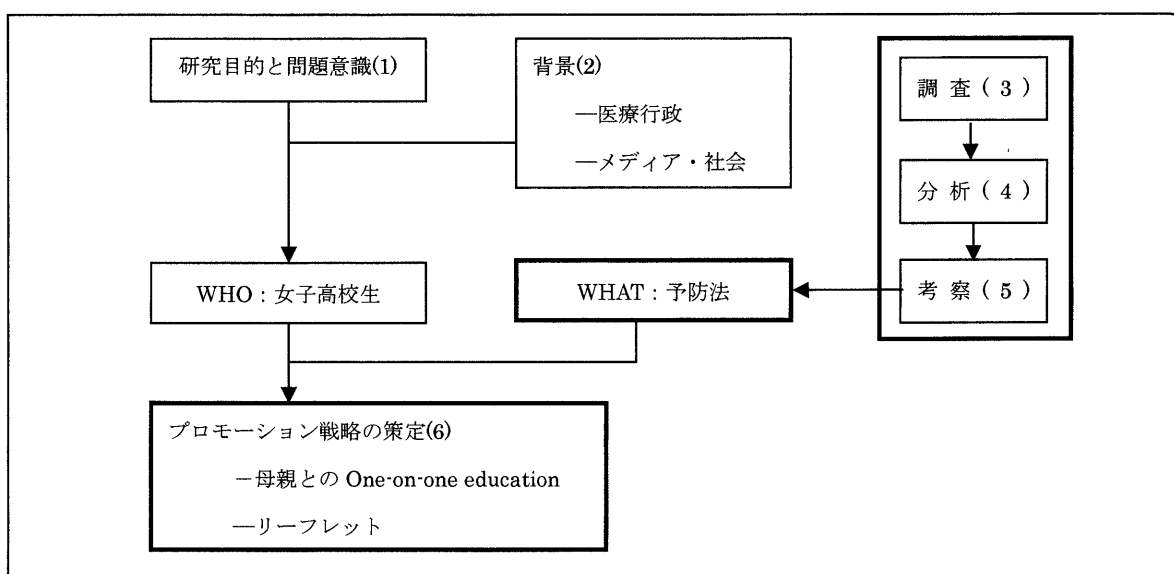 研究目的と問題意識(1)
背景(2)
―医療行政
―メディア・社会
調 査 ( 3 )
分 析 ( 4 )
考 察 ( 5 )
WHO：女子高校生
WHAT：予防法
プロモーション戦略の策定(6)
－母親との One-on-one education
―リーフレット